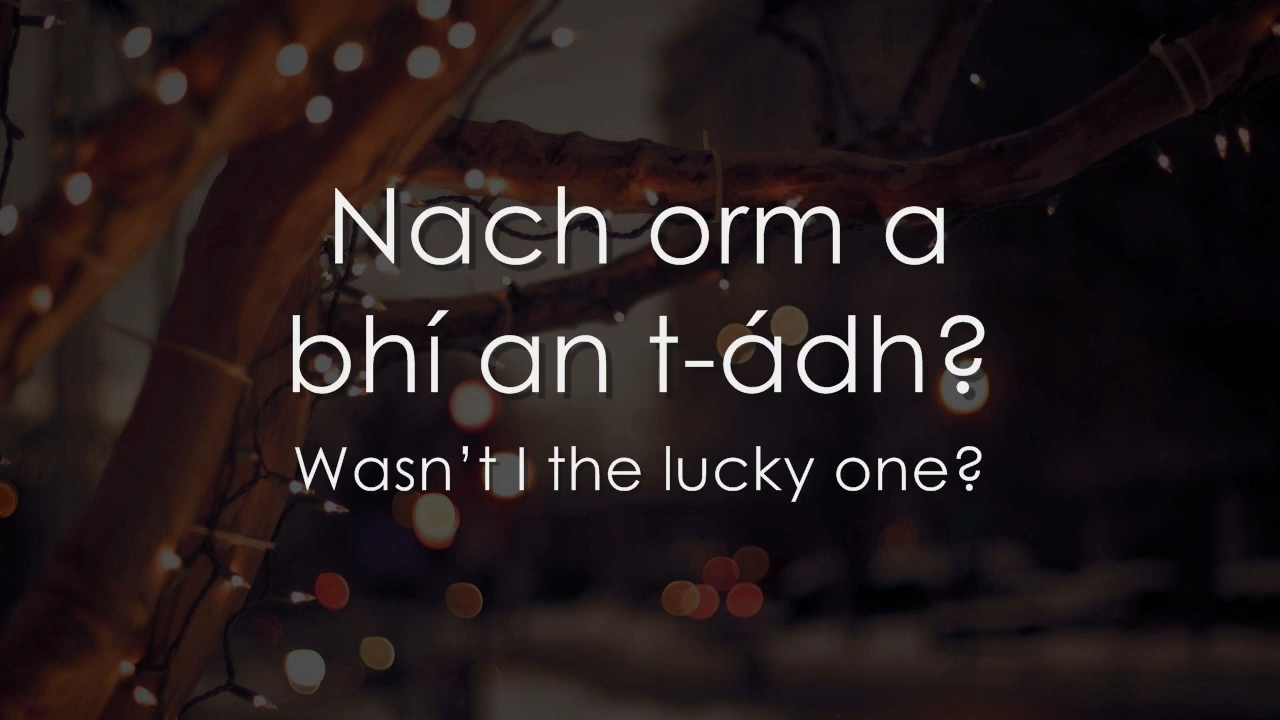 Nach orm a
bhí an t-ádh?
Wasn’t I the lucky one?